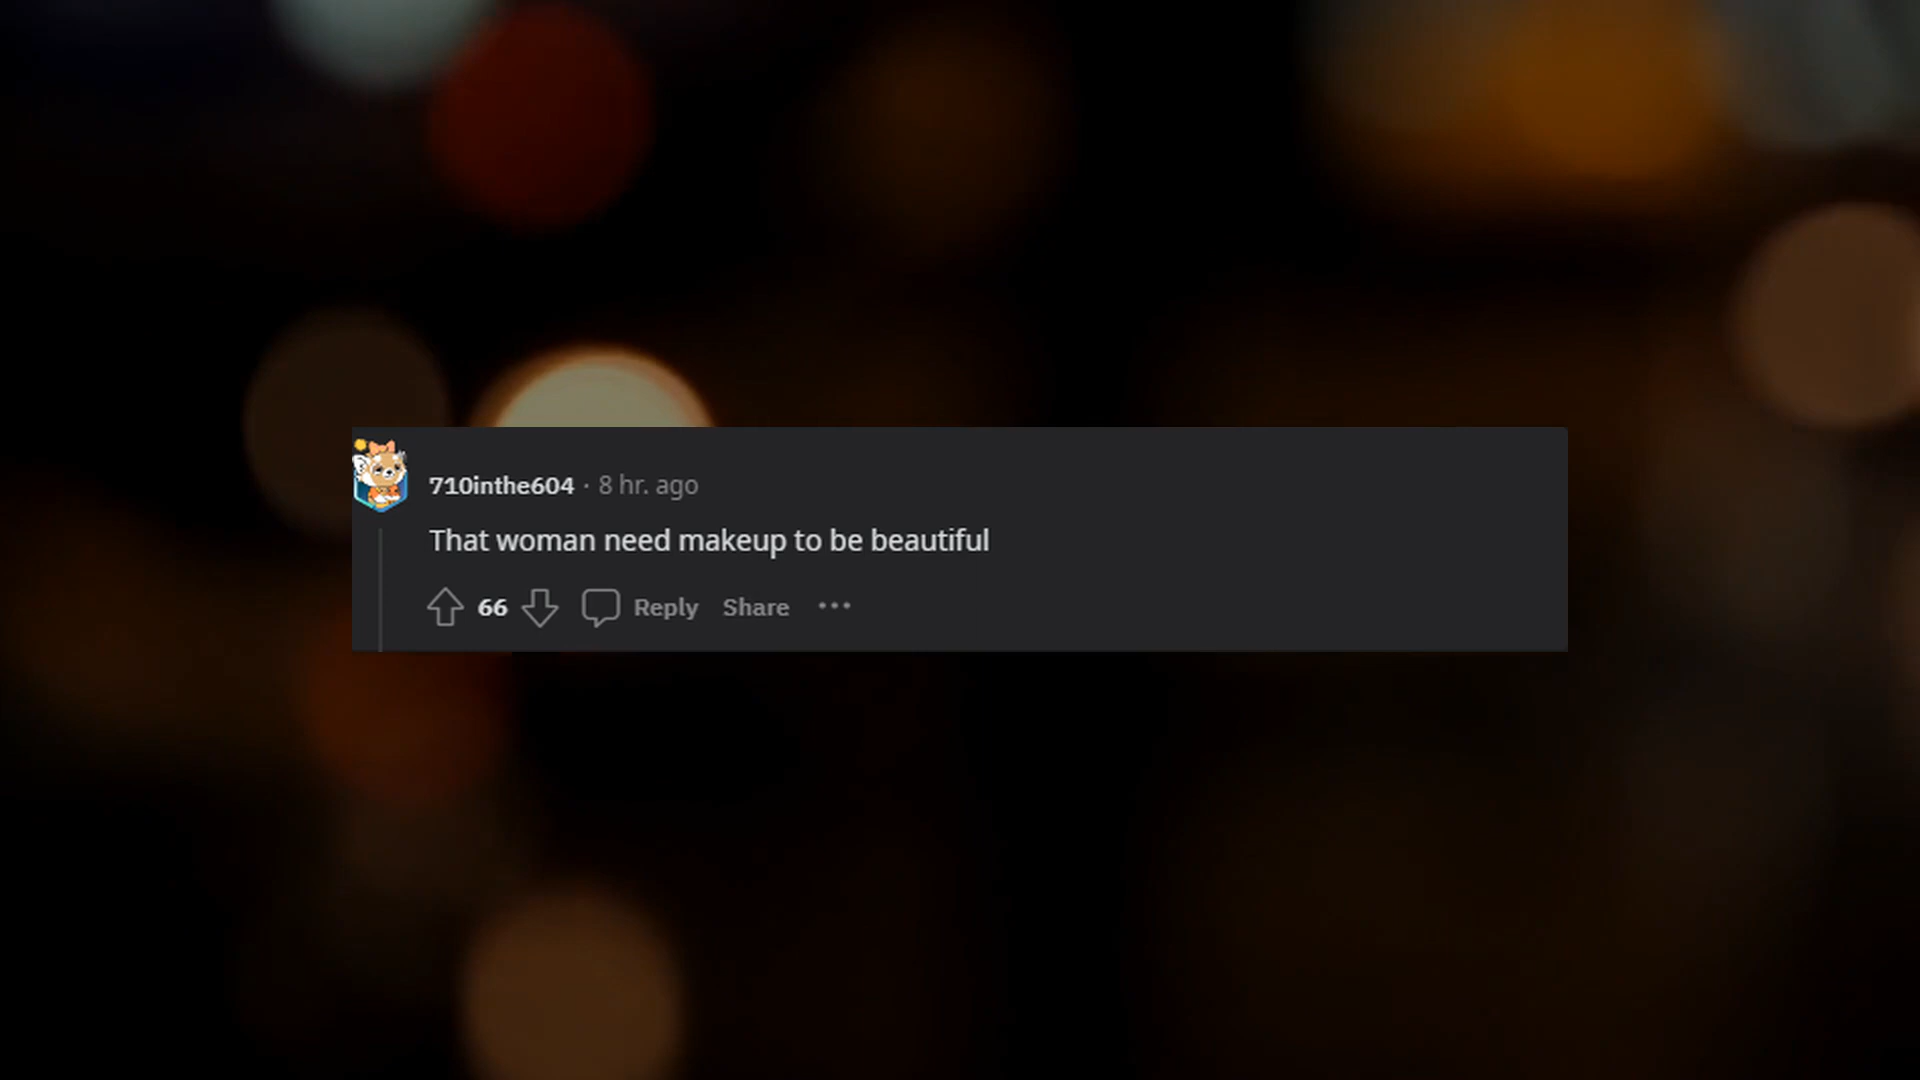 710inthe604 · 8 hr. ago
That woman need makeup to be beautiful
66 Reply Share ···